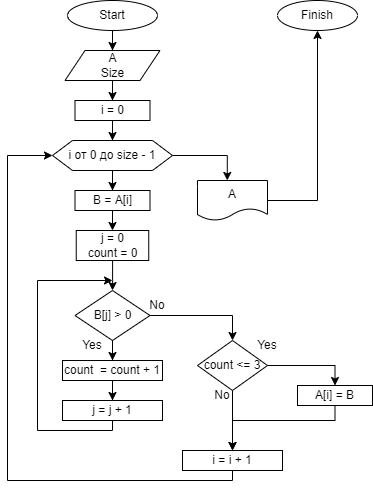 Start
Finish
A
Size
i = 0
i от 0 до size - 1
A
B = A[i]
j = 0
count = 0
B[j] > 0
No
Yes
Yes
count <= 3
count  = count + 1
No
A[i] = B
j = j + 1
i = i + 1